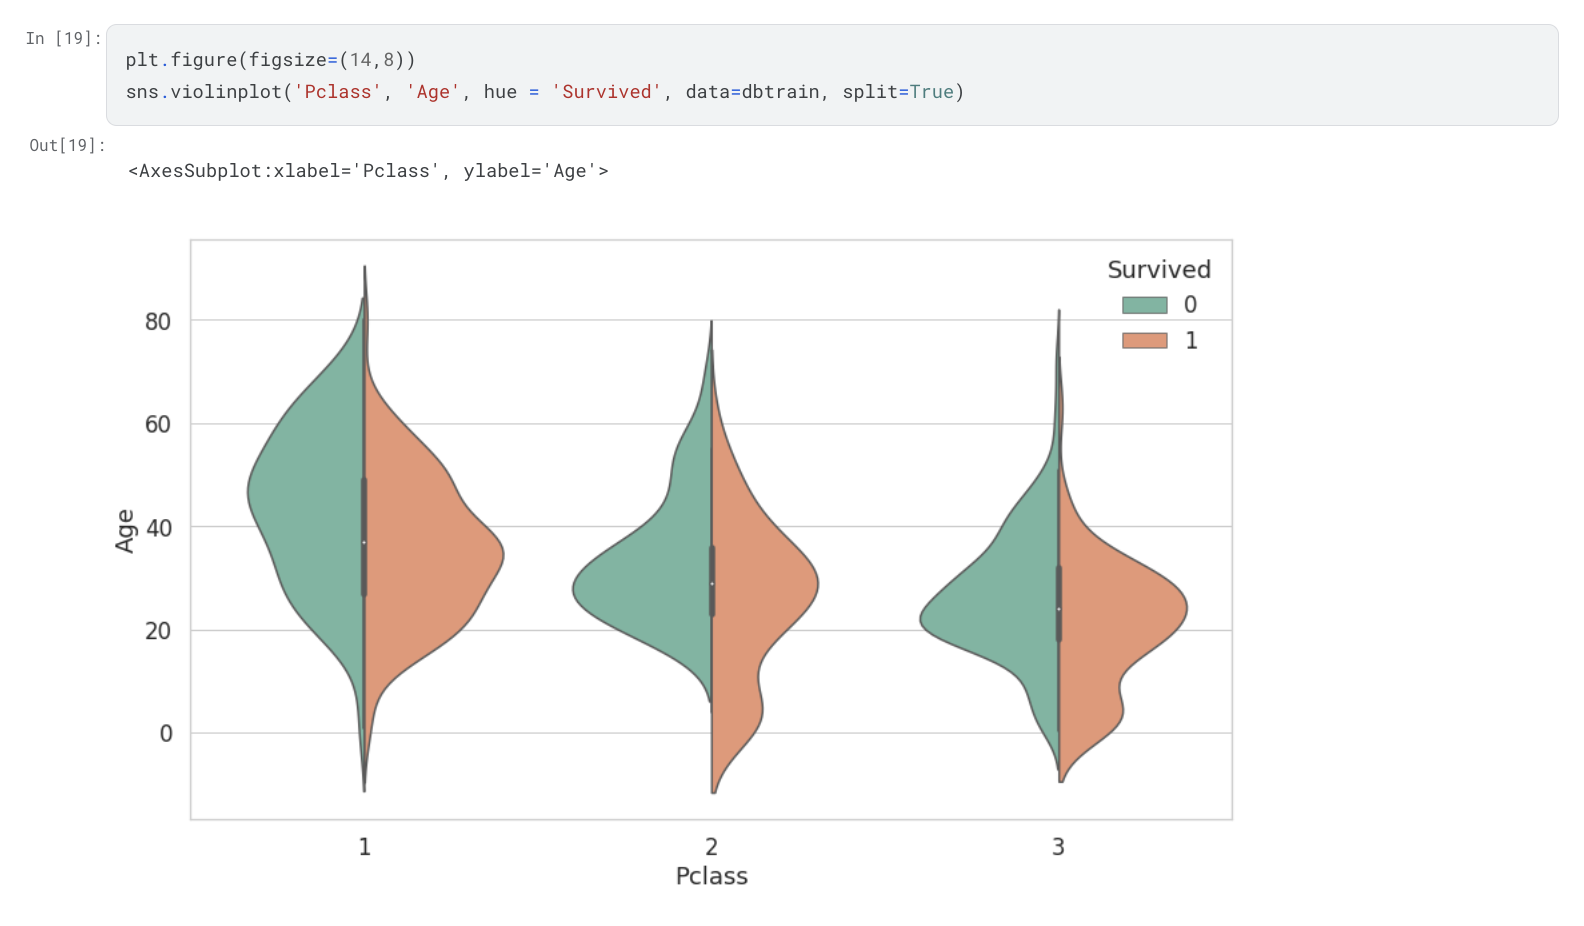 In [19]:
plt.figure(figsize=(14,8))
sns.violinplot('Pclass', 'Age', hue = 'Survived', data=dbtrain, split=True)
Out[19]:
<AxesSubplot:xlabel='Pclass', ylabel='Age'>
Survived
0
1
80
60
40
20
0
Age
1 2 3
Pclass